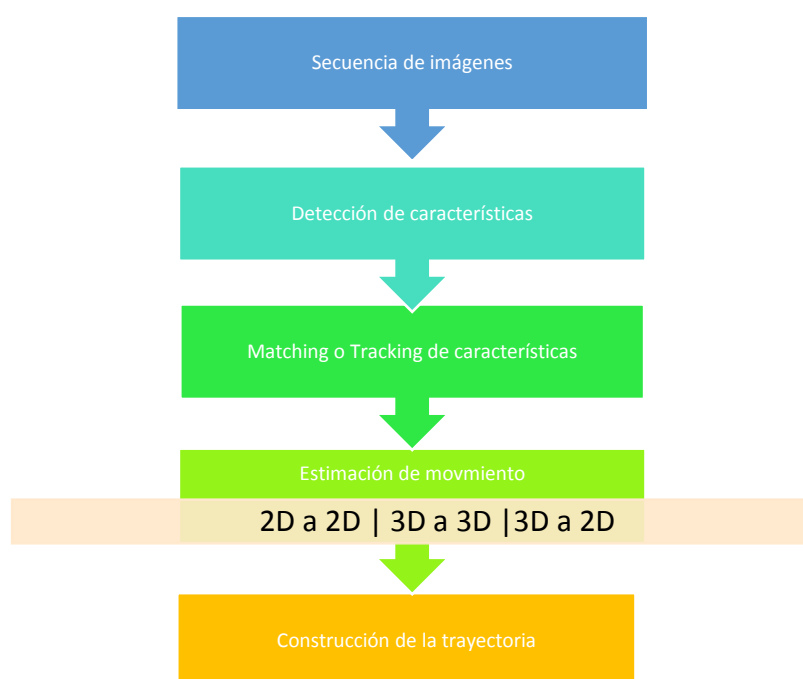 Secuencia de imágenes
Detección de características
Matching o Tracking de características
Estimación de movmiento
2D a 2D | 3D a 3D |3D a 2D
Construcción de la trayectoria